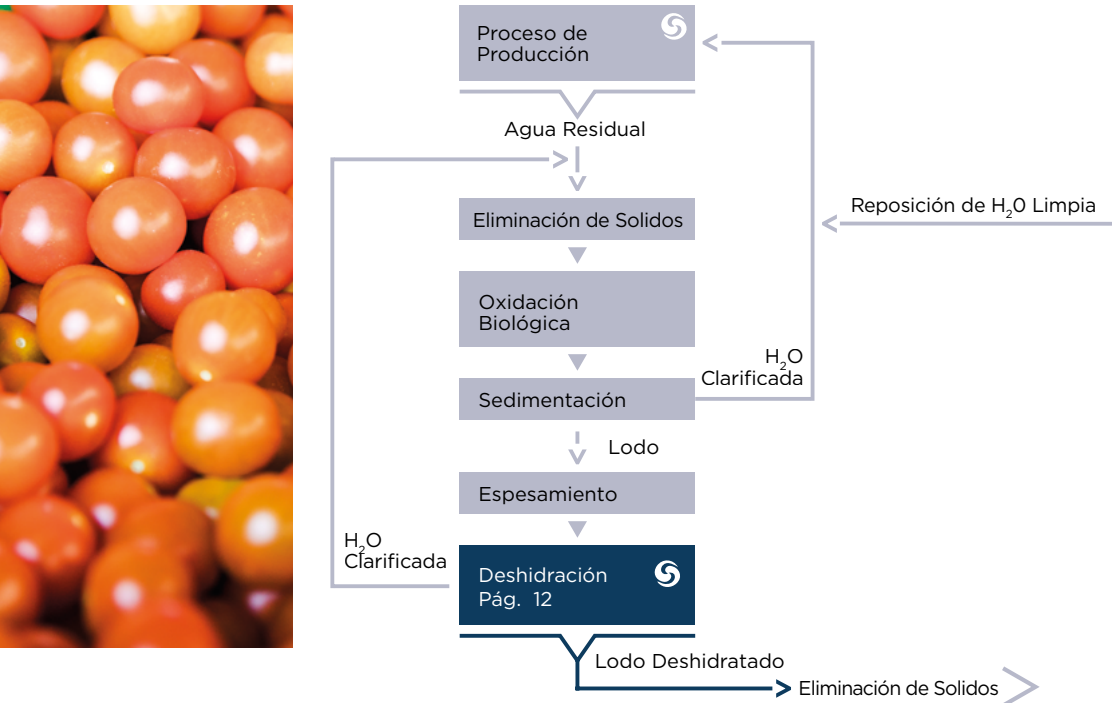 Proceso de
Producción
Agua Residual
Reposición de H₂0 Limpia
Eliminación de Solidos
Oxidación
Biológica
H₂O
Clarificada
Sedimentación
Lodo
Espesamiento
H₂O
Clarificada
Deshidración
Pág. 12
Lodo Deshidratado
Eliminación de Solidos